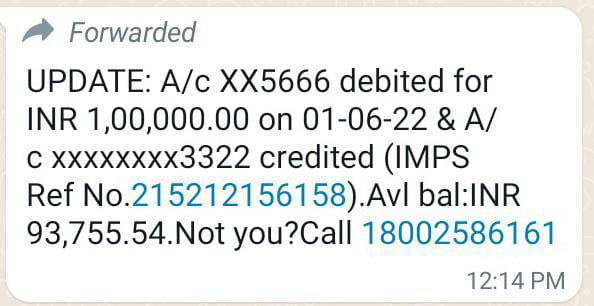 Forwarded
UPDATE: A/c XX5666 debited for
INR 1,00,000.00 on 01-06-22 & A/
c xxxxxxxx3322 credited (IMPS
Ref No.215212156158).Avl bal:INR
93,755.54.Not you?Call 18002586161
12:14 PM